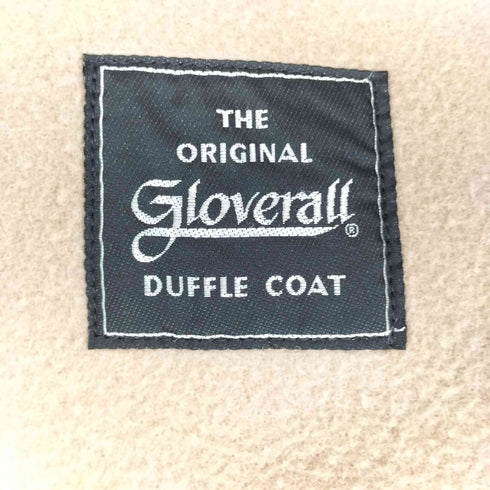 THE
ORIGINAL
Gloverall®
DUFFLE COAT